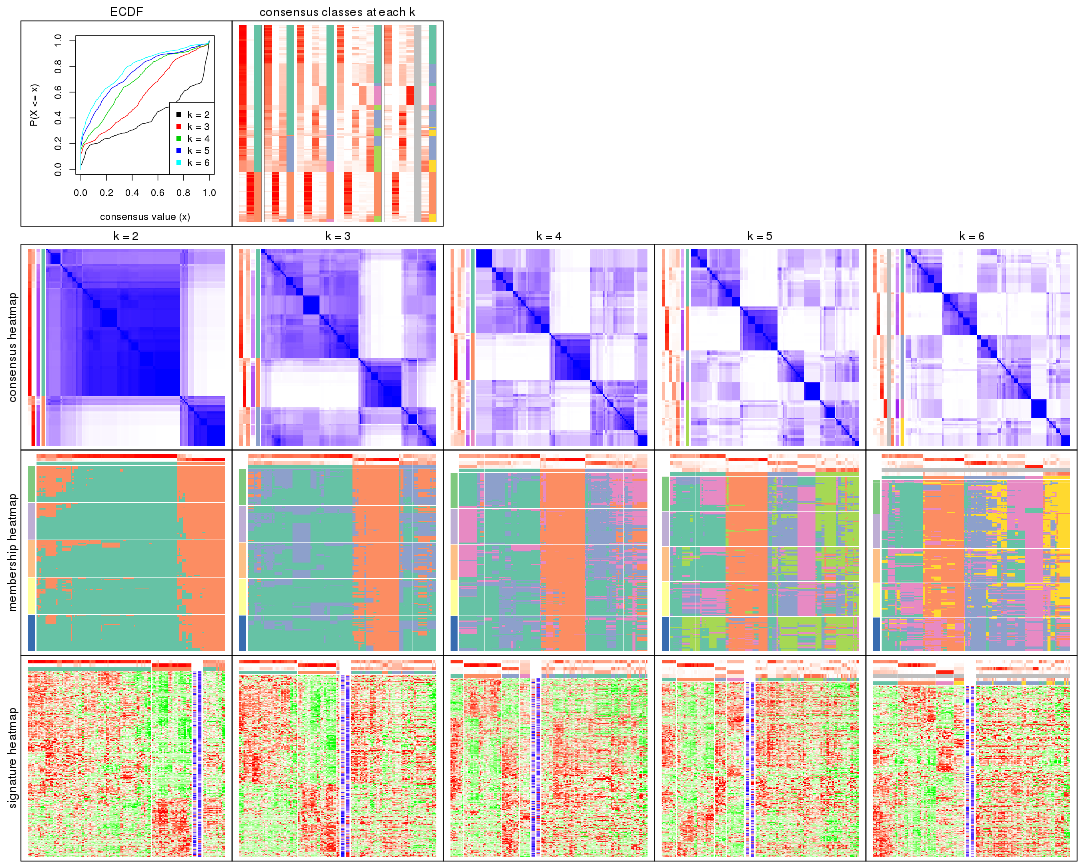 ECDF
consensus classes at each k
P(X <= x)
0.0 0.2 0.4 0.6 0.8 1.0
k = 2
k = 3
k = 4
k = 5
k = 6
0.0 0.2 0.4 0.6 0.8 1.0
consensus value (x)
k = 2
k = 3
k = 4
k = 5
k = 6
consensus heatmap
membership heatmap
signature heatmap